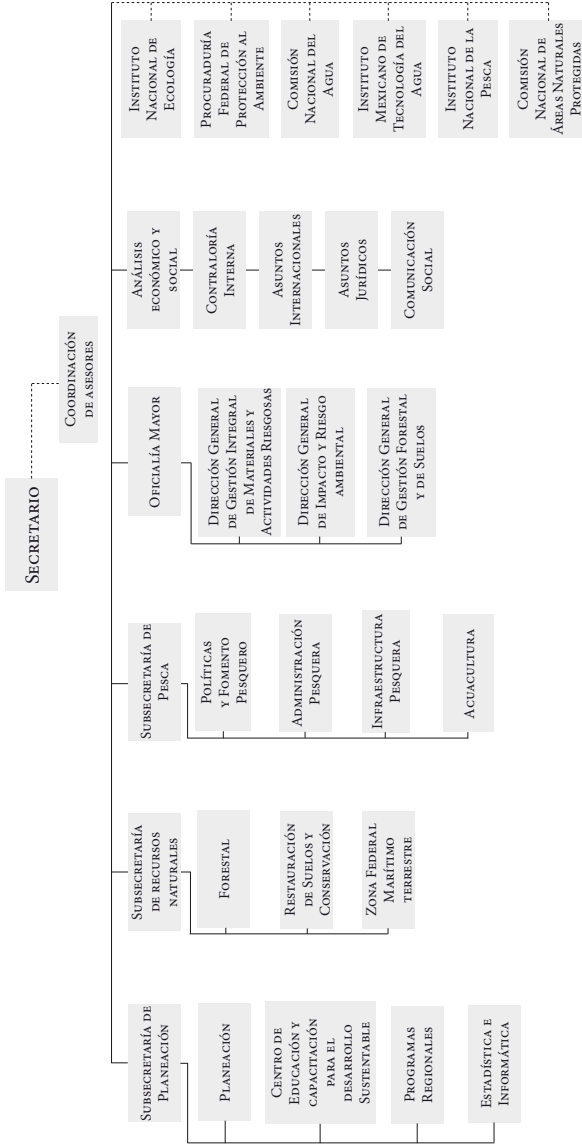 Secretario
Coordinación
de asesores
Subsecretaría de
Planeación
Planeación
Centro de
Educación y
capacitación
para el
desarrollo
Sustentable
Programas
Regionales
Estadística e
Informática
Subsecretaría
de recursos
naturales
Forestal
Restauración
de Suelos y
Conservación
Zona Federal
Marítimo
terrestre
Subsecretaría de
Pesca
Políticas
y Fomento
Pesquero
Administración
Pesquera
Infraestructura
Pesquera
Acuacultura
Oficialía Mayor
Dirección General
de Gestión Integral
de Materiales y
Actividades Riesgosas
Dirección General
de Impacto y Riesgo
ambiental
Dirección General
de Gestión Forestal
y de Suelos
Análisis
económico y
social
Contraloría
Interna
Asuntos
Internacionales
Asuntos
Jurídicos
Comunicación
Social
Instituto
Nacional de
Ecología
Procuraduría
Federal de
Protección al
Ambiente
Comisión
Nacional del
Agua
Instituto
Mexicano de
Tecnología del
Agua
Instituto
Nacional de la
Pesca
Comisión
Nacional de
Áreas Naturales
Protegidas